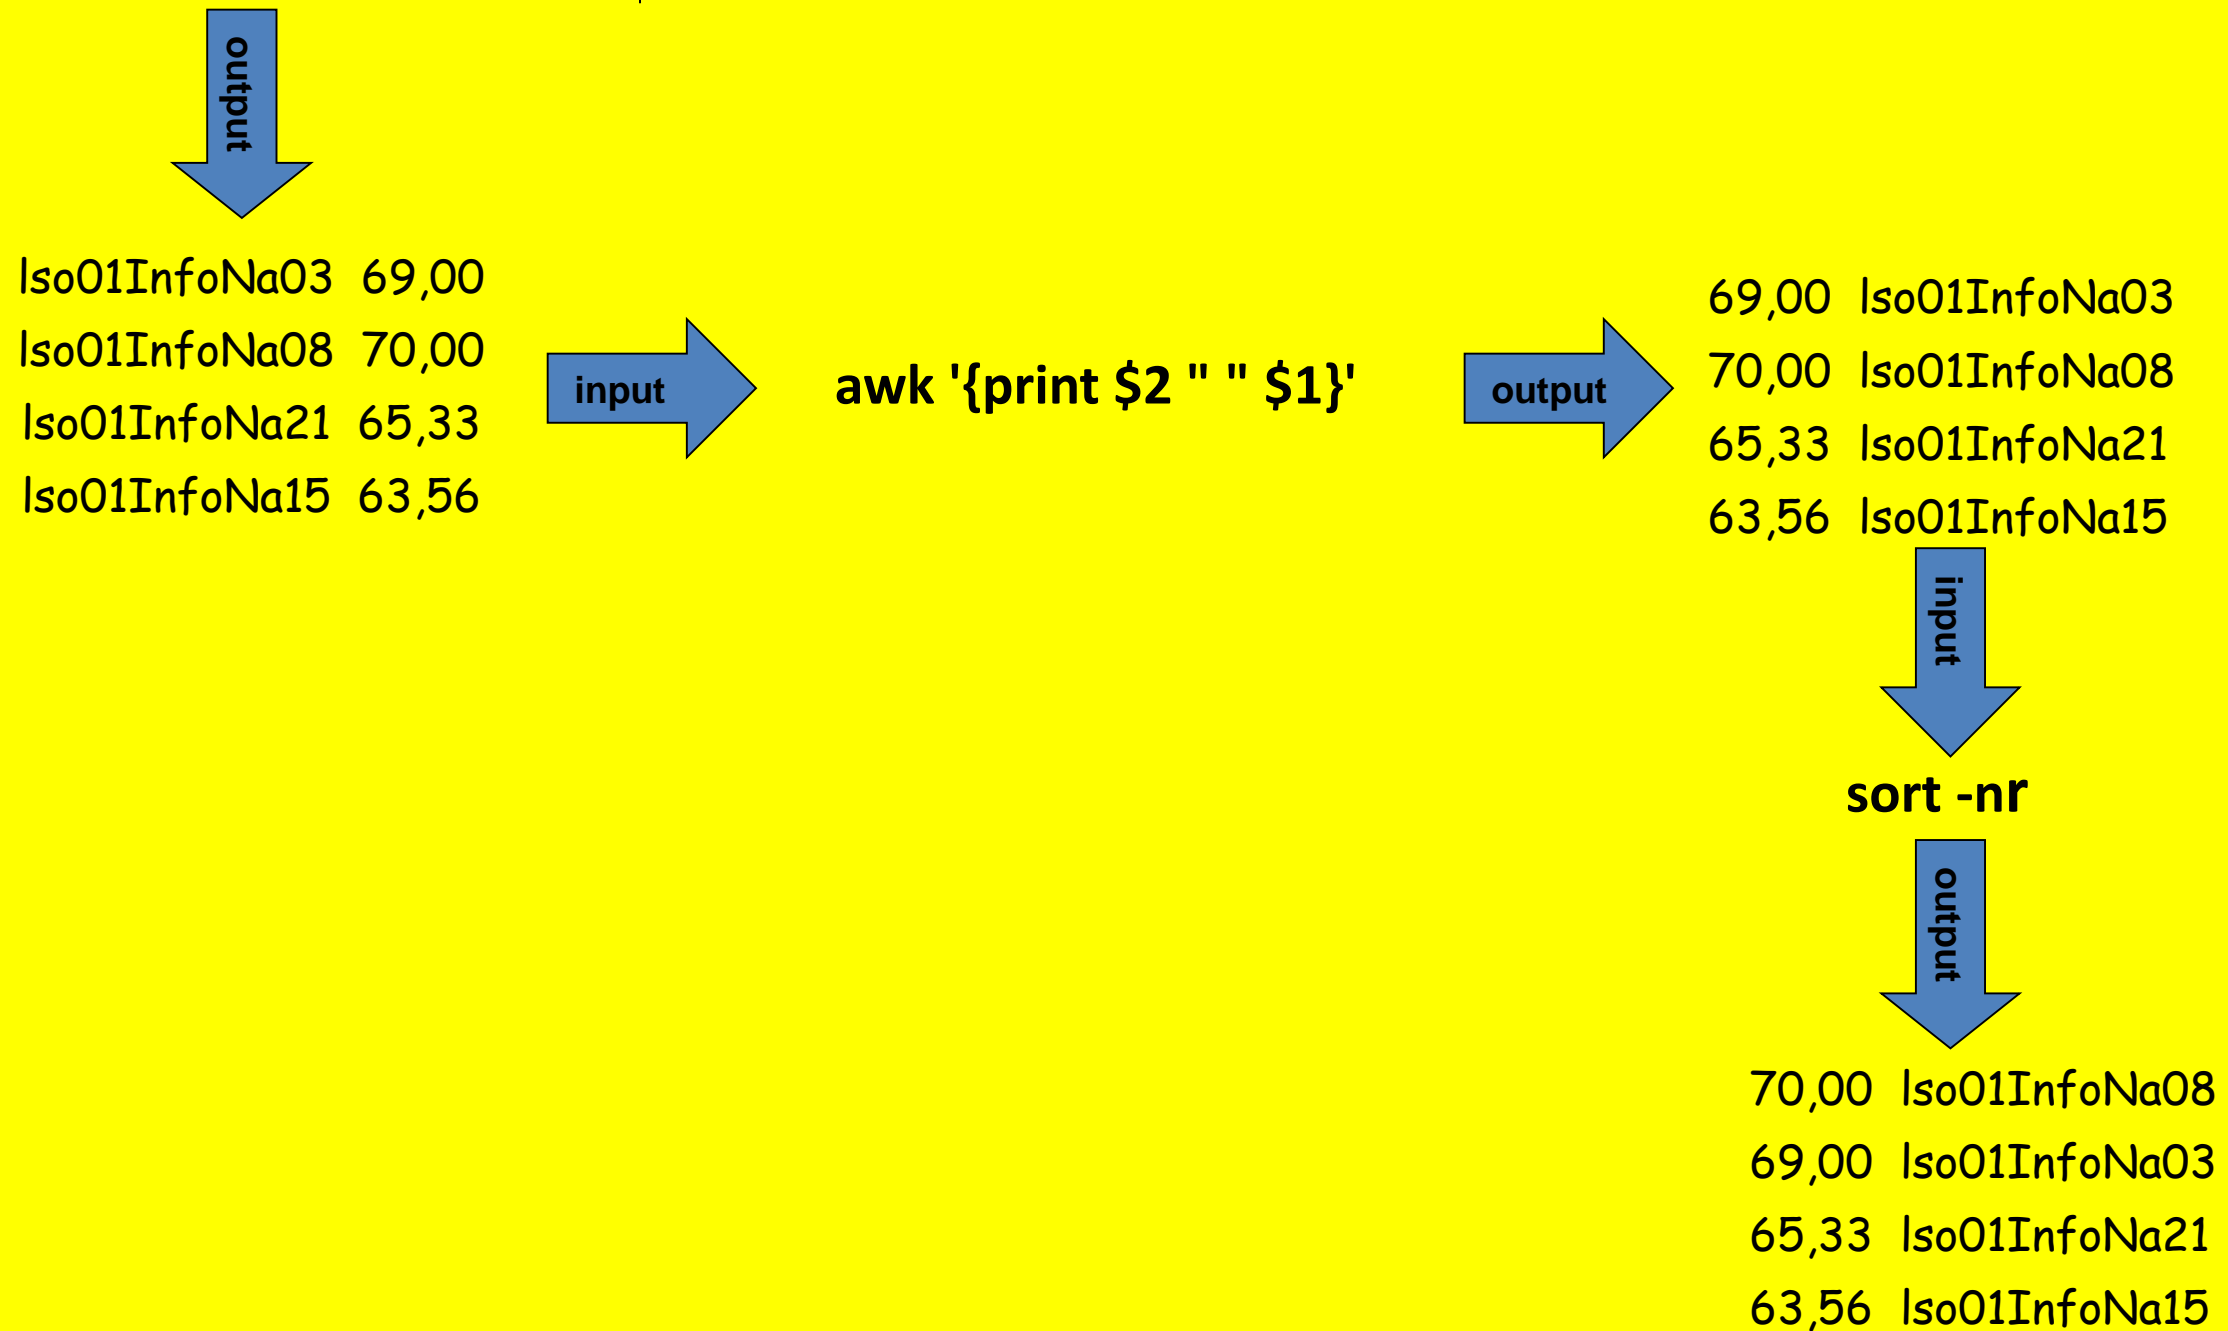 output
lso01InfoNa03 69,00
lso01InfoNa08 70,00
lso01InfoNa21 65,33
lso01InfoNa15 63,56
input
awk '{print $2 " " $1}'
output
69,00 lso01InfoNa03
70,00 lso01InfoNa08
65,33 lso01InfoNa21
63,56 lso01InfoNa15
input
sort -nr
output
70,00 lso01InfoNa08
69,00 lso01InfoNa03
65,33 lso01InfoNa21
63,56 lso01InfoNa15